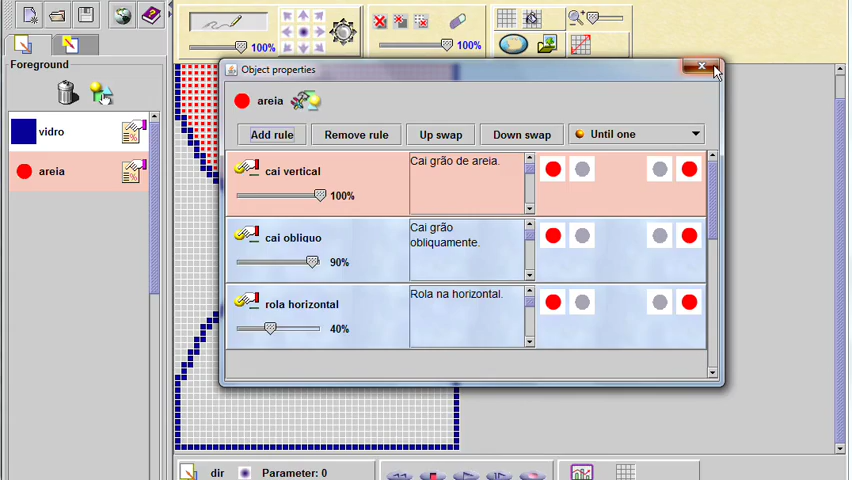 100%
100%
Foreground
vidro
areia
Object properties
areia
Add rule
Remove rule
Up swap
Down swap
Until one
cai vertical
100%
Cai grão de areia.
cai obliquo
90%
Cai grão
obliquamente.
rola horizontal
40%
Rola na horizontal.
dir
Parameter: 0